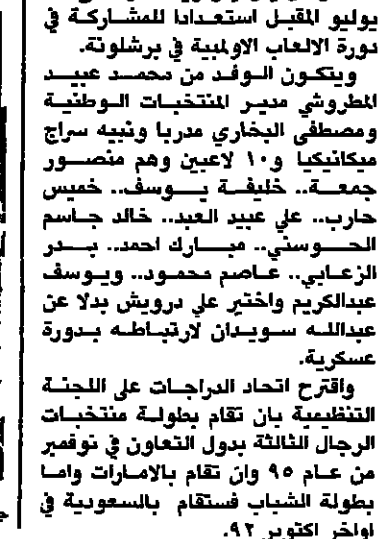 يوليو المقبل استعدادا للمشاركة في
دورة الالعاب الاولمبية في برشلونة.
ويتكون الوفد من محمد عبيد
المطروشي مدير المنتخبات الوطنية
ومصطفى البخاري مدربا ونبيه سراج
ميكانيكيا و١٠ لاعبين وهم منصور
جمعة.. خليفة يوسف.. خميس
حارب.. علي عبيد العبد.. خالد جاسم
الحوسني.. مبارك احمد.. بدر
الزعابي.. عاصم محمود.. ويوسف
عبدالكريم واختير علي درويش بدلا عن
عبدالله سويدان لارتباطه بدورة
عسكرية.
واقترح اتحاد الدراجات على اللجنة
التنظيمية بان تقام بطولة منتخبات
الرجال الثالثة بدول التعاون في نوفمبر
من عام ٩٥ وان تقام بالامارات واما
بطولة الشباب فستقام بالسعودية في
اواخر اكتوبر ٩٢.